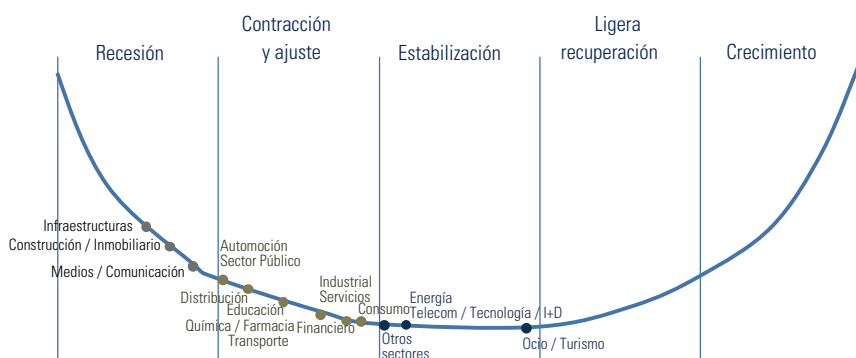 Recesión
Contracción
y ajuste
Estabilización
Ligera
recuperación
Crecimiento
Infraestructuras
Construcción / Inmobiliario
Medios / Comunicación
Automoción
Sector Público
Distribución
Educación
Química / Farmacia
Transporte
Industrial
Servicios
Financiero
Consumo
Energía
Telecom / Tecnología / I+D
Otros
sectores
Ocio / Turismo